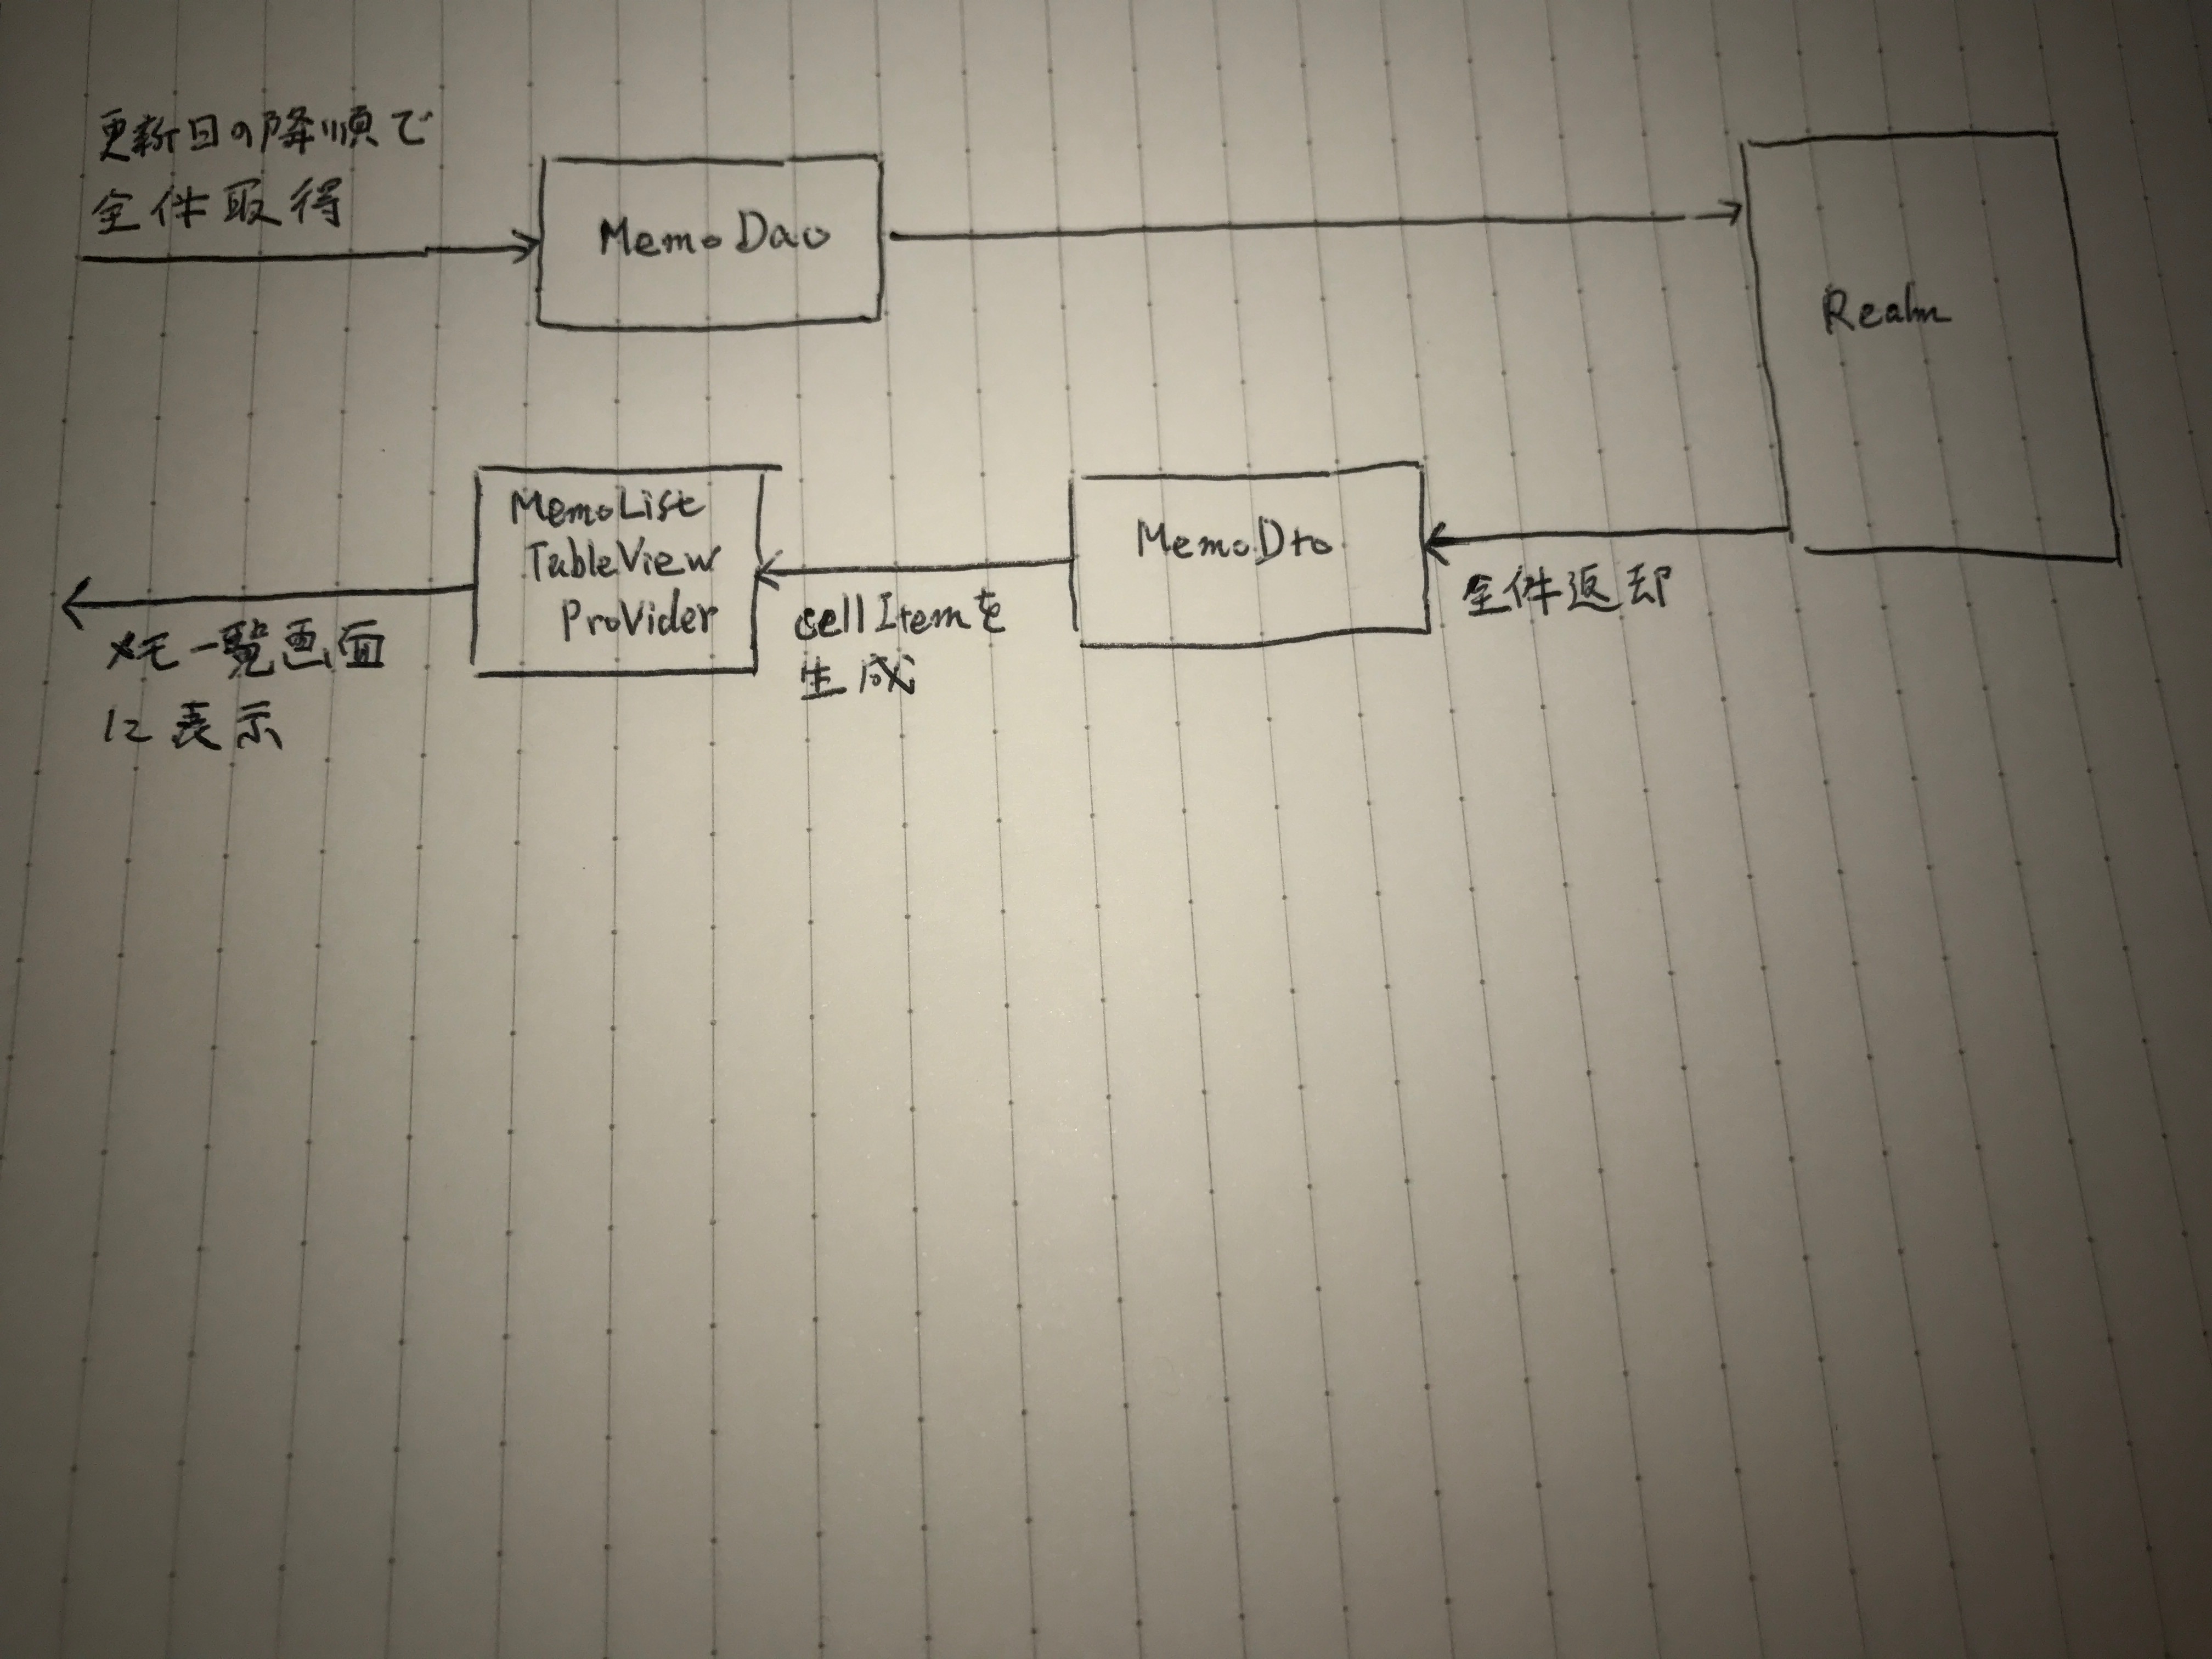 更新日の降順で
全件取得
MemoDao
Realm
MemoList
TableView
ProVider
cellItemを
生成
MemoDto
全件返却
メモ一覧画面
に表示